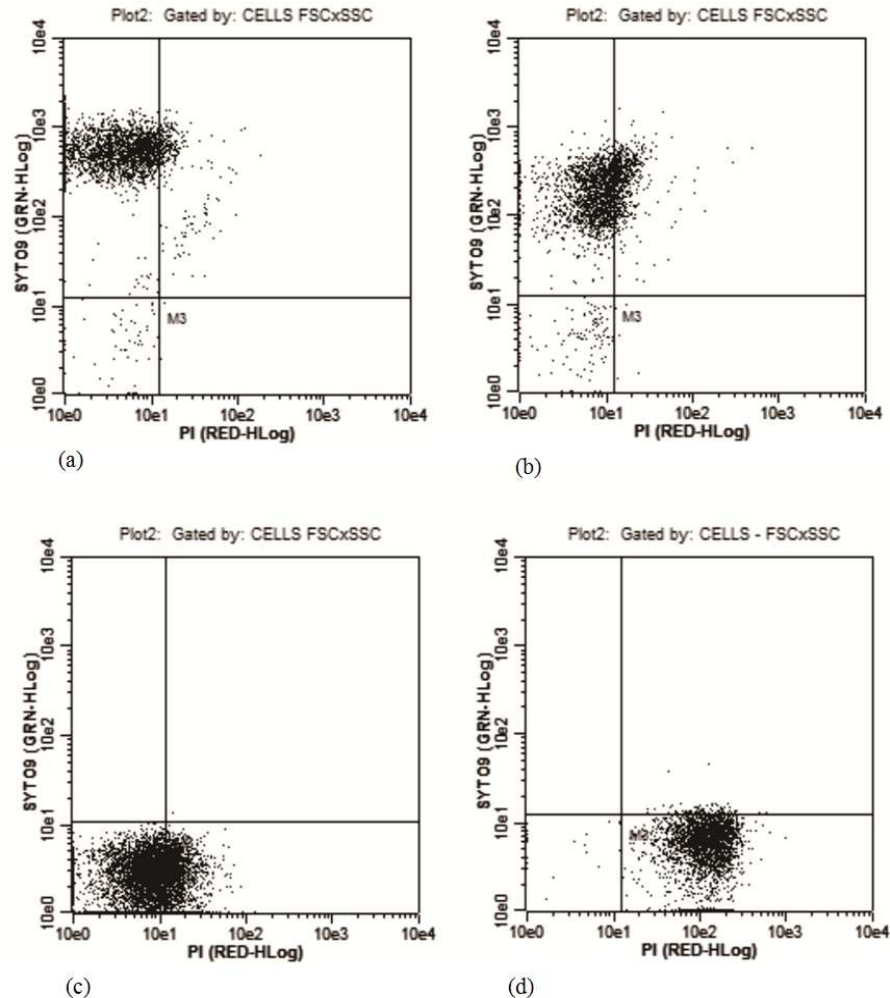 Plot2: Gated by: CELLS FSCxSSC
SYTO9 (GRN-HLog)
10e4
10e3
10e2
10e1
10e0
M3
10e0 10e1 10e2 10e3 10e4
PI (RED-HLog)
(a)
Plot2: Gated by: CELLS FSCxSSC
SYTO9 (GRN-HLog)
10e4
10e3
10e2
10e1
10e0
M3
10e0 10e1 10e2 10e3 10e4
PI (RED-HLog)
(b)
Plot2: Gated by: CELLS FSCxSSC
SYTO9 (GRN-HLog)
10e4
10e3
10e2
10e1
10e0
10e0 10e1 10e2 10e3 10e4
PI (RED-HLog)
(c)
Plot2: Gated by: CELLS - FSCxSSC
SYTO9 (GRN-HLog)
10e4
10e3
10e2
10e1
10e0
10e0 10e1 10e2 10e3 10e4
PI (RED-HLog)
(d)